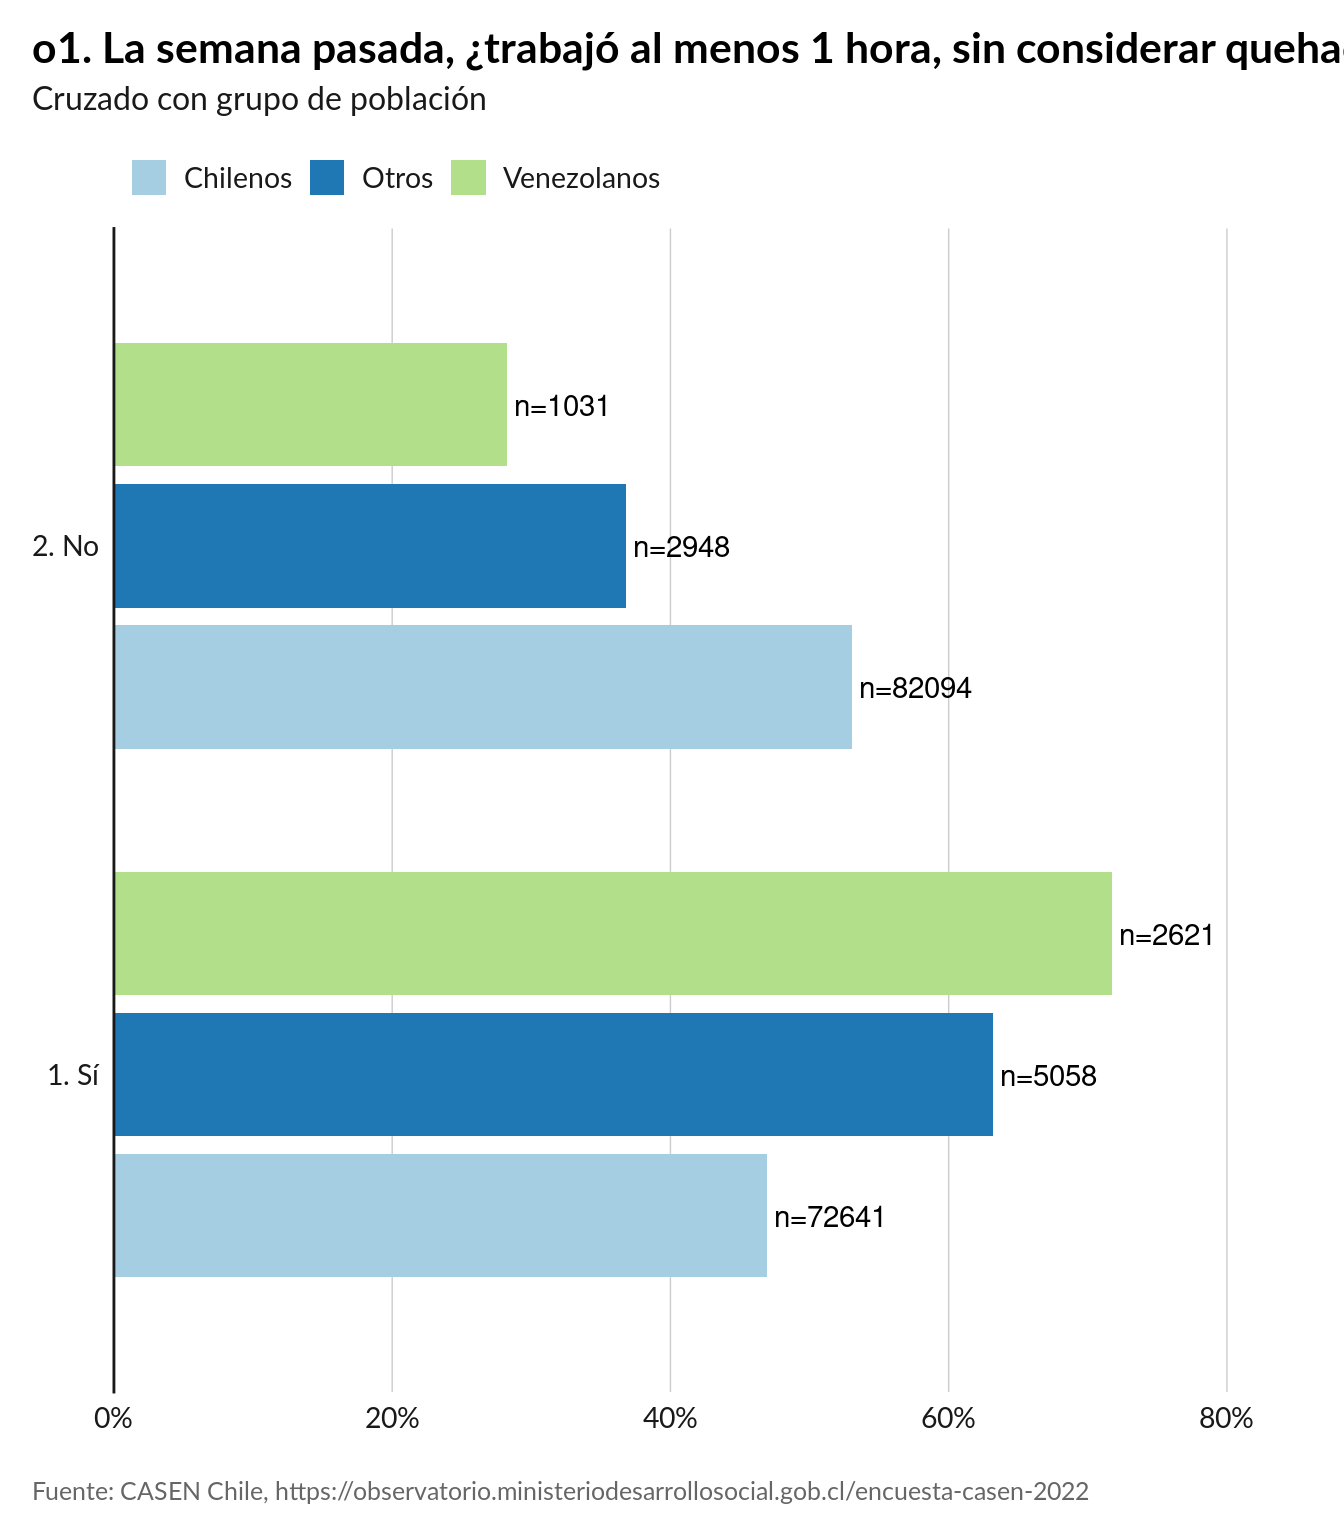 o1. La semana pasada, ¿trabajó al menos 1 hora, sin considerar
Cruzado con grupo de población
Chilenos Otros Venezolanos
n=1031
2. No
n=2948
n=82094
n=2621
1. Sí
n=5058
n=72641
0% 20% 40% 60% 80%
Fuente: CASEN Chile, https://observatorio.ministeriodesarrollosocial.gob.cl/encuesta-casen-2022